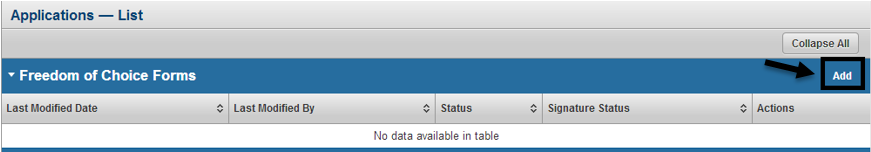 Applications — List
Collapse All
Freedom of Choice Forms Add
Last Modified Date Last Modified By Status Signature Status Actions
No data available in table